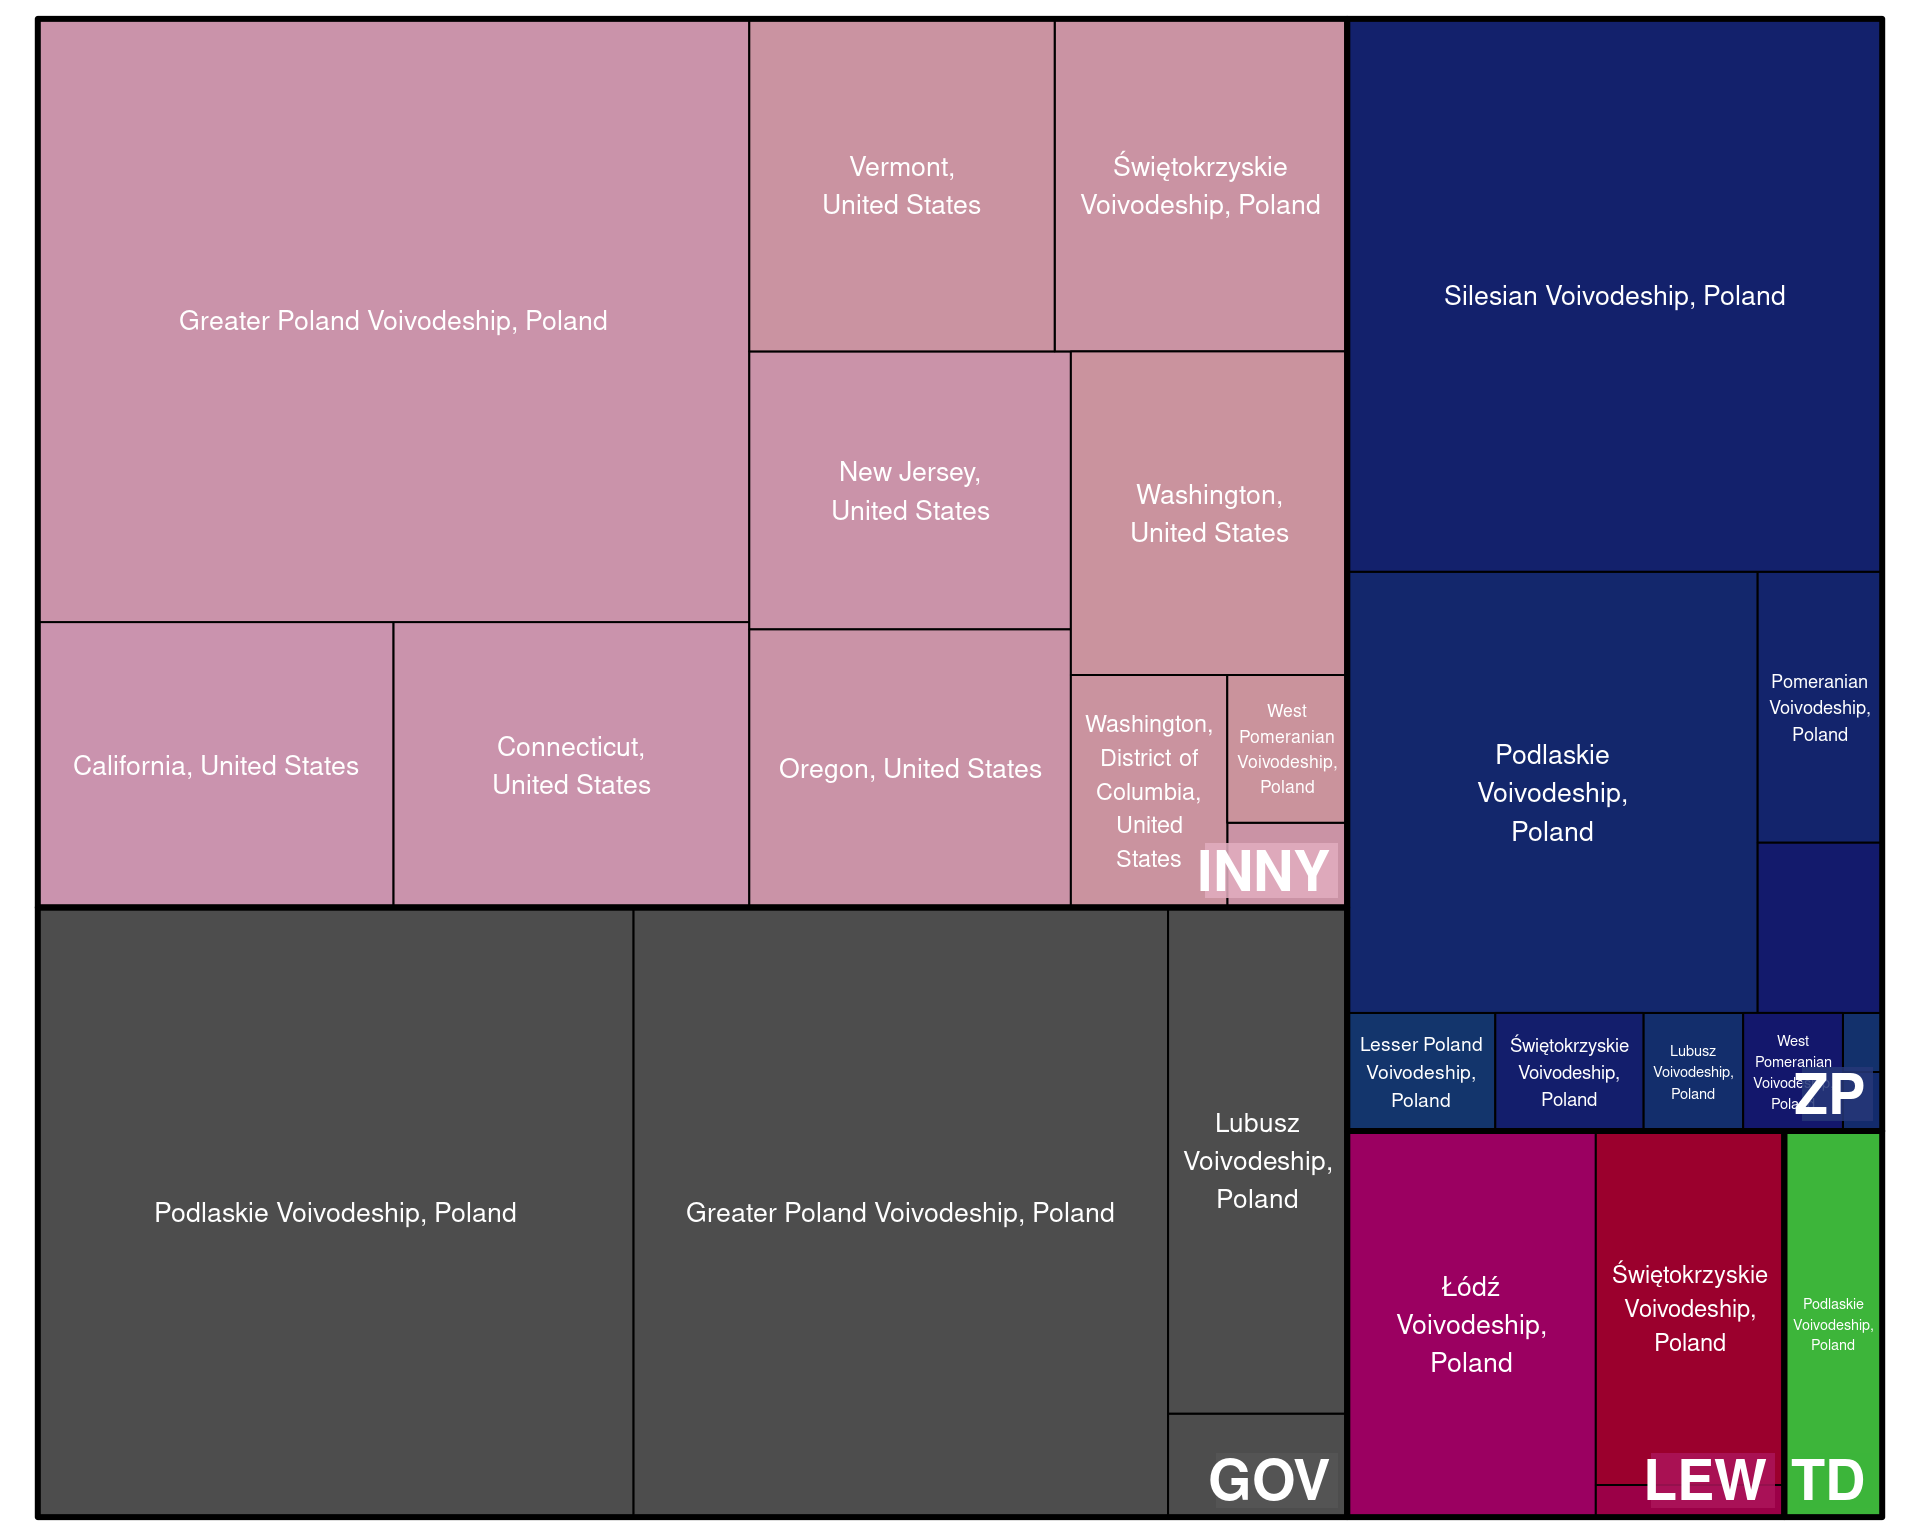 Greater Poland Voivodeship, Poland
Vermont,
United States
Świętokrzyskie
Voivodeship, Poland
New Jersey,
United States
Washington,
United States
California, United States
Connecticut,
United States
Oregon, United States
Washington,
District of
Columbia,
United
States
West
Pomeranian
Voivodeship,
Poland
INNY
Silesian Voivodeship, Poland
Podlaskie
Voivodeship,
Poland
Pomeranian
Voivodeship,
Poland
Lesser Poland
Voivodeship,
Poland
Świętokrzyskie
Voivodeship,
Poland
Lubusz
Voivodeship,
Poland
West
Pomeranian
ZP
Podlaskie Voivodeship, Poland
Greater Poland Voivodeship, Poland
Lubusz
Voivodeship,
Poland
GOV
Łódź
Voivodeship,
Poland
Świętokrzyskie
Voivodeship,
Poland
LEW
Podlaskie
Voivodeship,
Poland
TD